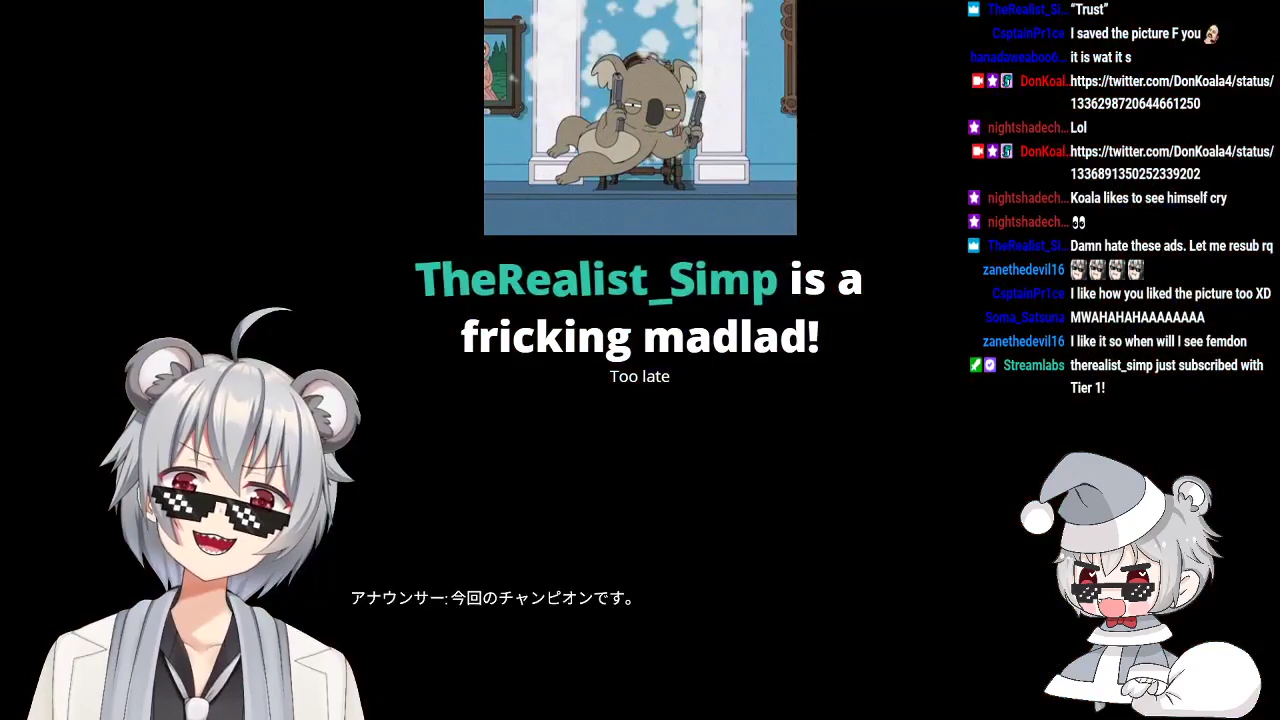 TheRealist_Simp is a
fricking madlad!
Too late
アナウンサー: 今回のチャンピオンです。
TheRealist_Si... “Trust”
CsptainPr1ce I saved the picture F you
hanadaweaboo6... it is wat it s
DonKoal... https://twitter.com/DonKoala4/status/
1336298720644661250
nightshadech... Lol
DonKoal... https://twitter.com/DonKoala4/status/
1336891350252339202
nightshadech... Koala likes to see himself cry
nightshadech...
TheRealist_Si... Damn hate these ads. Let me resub rq
zanethedevil16
CsptainPr1ce I like how you liked the picture too XD
Soma_Satsuna MWAHAHAHAAAAAAAA
zanethedevil16 I like it so when will I see femdon
Streamlabs therealist_simp just subscribed with
Tier 1!